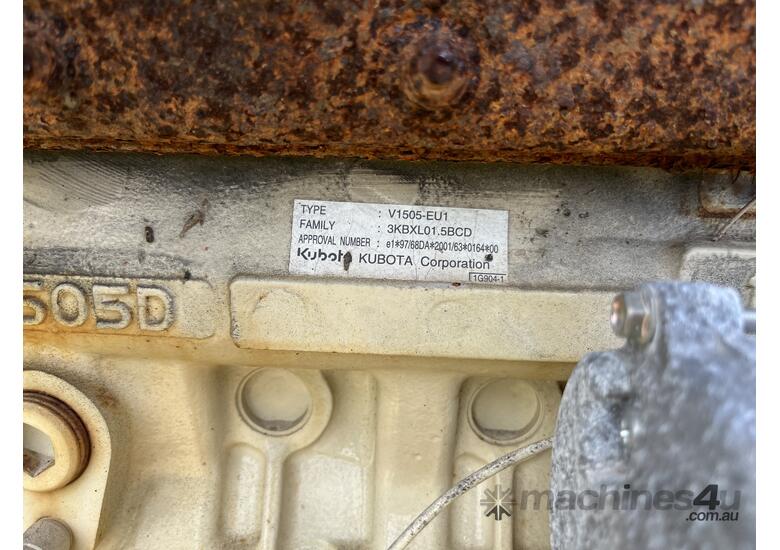 TYPE : V1505-EU1
FAMILY : 3KBXL01.5BCD
APPROVAL NUMBER : e1*97/68DA*2001/63*0164*00
Kubota KUBOTA Corporation
1G904-1
505D
machines4u
.com.au